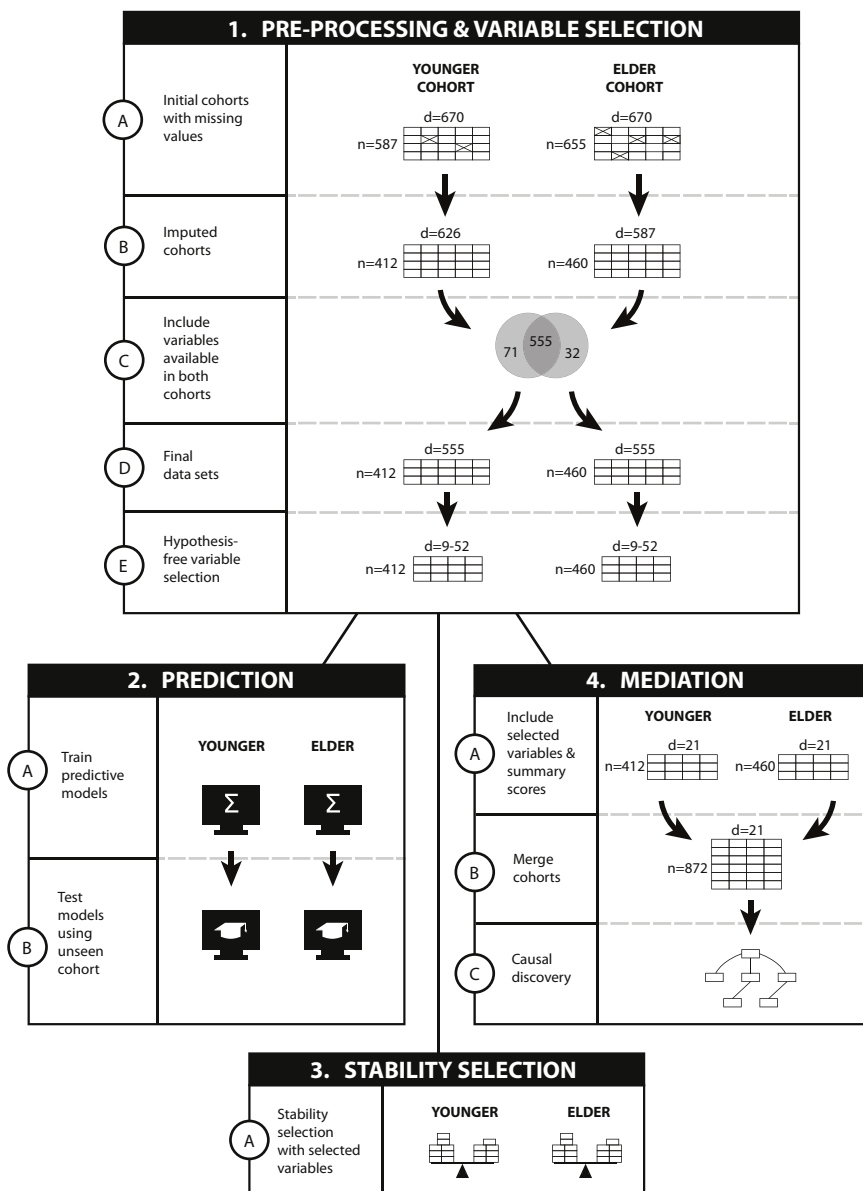 1. PRE-PROCESSING & VARIABLE SELECTION
YOUNGER
COHORT
ELDER
COHORT
A
Initial cohorts
with missing
values
d=670
n=587
d=670
n=655
B
Imputed
cohorts
d=626
n=412
d=587
n=460
C
Include
variables
available
in both
cohorts
71
555
32
D
Final
data sets
d=555
n=412
d=555
n=460
E
Hypothesis-
free variable
selection
d=9-52
n=412
d=9-52
n=460
2. PREDICTION
YOUNGER
ELDER
A
Train
predictive
models
Σ
Σ
B
Test
models
using
unseen
cohort
4. MEDIATION
YOUNGER
ELDER
A
Include
selected
variables &
summary
scores
d=21
n=412
d=21
n=460
B
Merge
cohorts
d=21
n=872
C
Causal
discovery
3. STABILITY SELECTION
YOUNGER
ELDER
A
Stability
selection
with selected
variables